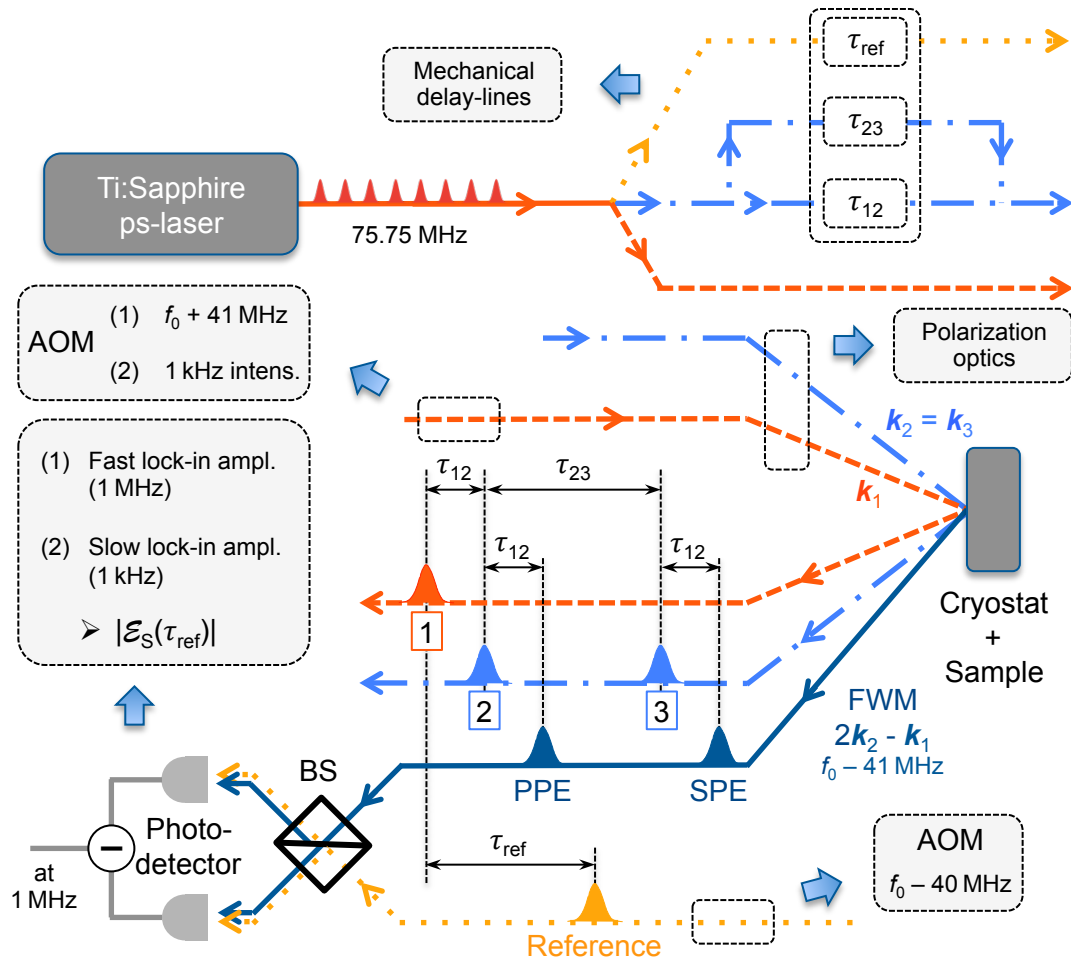 Mechanical
delay-lines
τref
τ23
τ12
Ti:Sapphire
ps-laser
75.75 MHz
AOM
(1) f0 + 41 MHz
(2) 1 kHz intens.
Polarization
optics
k2 = k3
k1
(1) Fast lock-in ampl.
(1 MHz)
(2) Slow lock-in ampl.
(1 kHz)
➢ |ℰS(τref)|
τ12
τ23
τ12
τ12
1
2
3
Cryostat
+
Sample
FWM
2k2 - k1
f0 – 41 MHz
PPE
SPE
BS
Photo-
detector
−
at
1 MHz
τref
Reference
AOM
f0 – 40 MHz